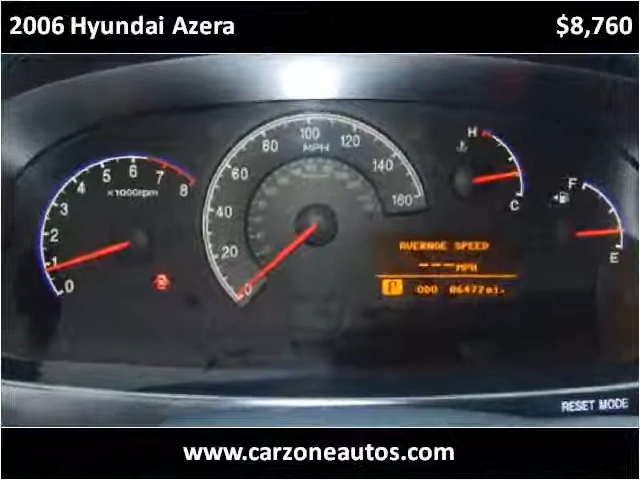 2006 Hyundai Azera $8,760
0 1 2 3 4 5 6 7 8
x1000rpm
0 20 40 60 80 100 120 140 160
MPH
H
C
F
E
AVERAGE SPEED
--- MPH
P ODO 86477mi.
RESET MODE
www.carzoneautos.com